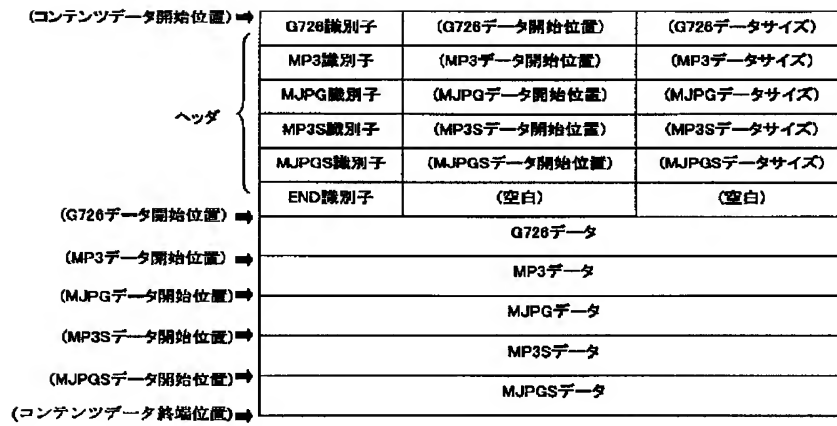 (コンテンツデータ開始位置)➡ G726識別子 (G726データ開始位置) (G726データサイズ)
MP3識別子 (MP3データ開始位置) (MP3データサイズ)
MJPG識別子 (MJPGデータ開始位置) (MJPGデータサイズ)
ヘッダ MP3S識別子 (MP3Sデータ開始位置) (MP3Sデータサイズ)
MJPGS識別子 (MJPGSデータ開始位置) (MJPGSデータサイズ)
END識別子 (空白) (空白)
(G726データ開始位置)➡
G726データ
(MP3データ開始位置)➡
MP3データ
(MJPGデータ開始位置)➡
MJPGデータ
(MP3Sデータ開始位置)➡
MP3Sデータ
(MJPGSデータ開始位置)➡
MJPGSデータ
(コンテンツデータ終端位置)➡